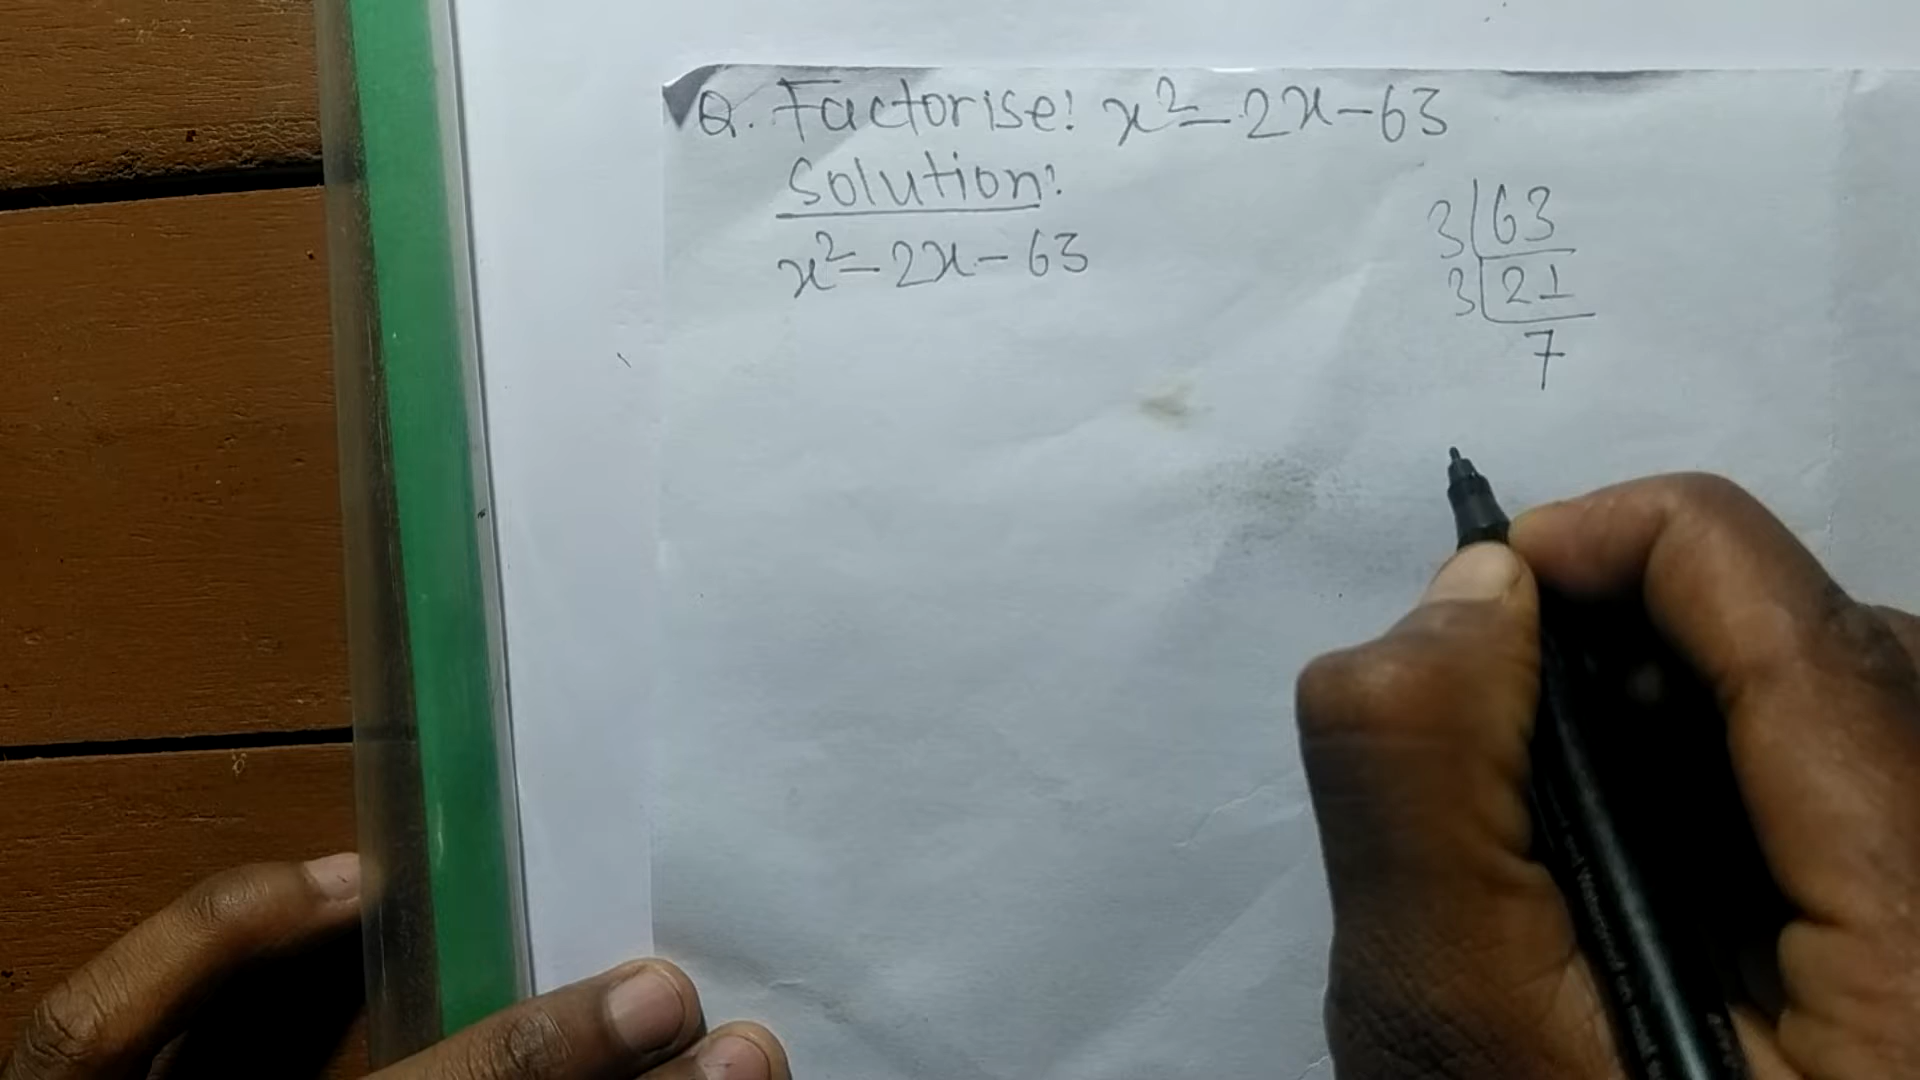 Q. Factorise: x² - 2x - 63
Solution:
x² - 2x - 63
3 | 63
3 | 21
7